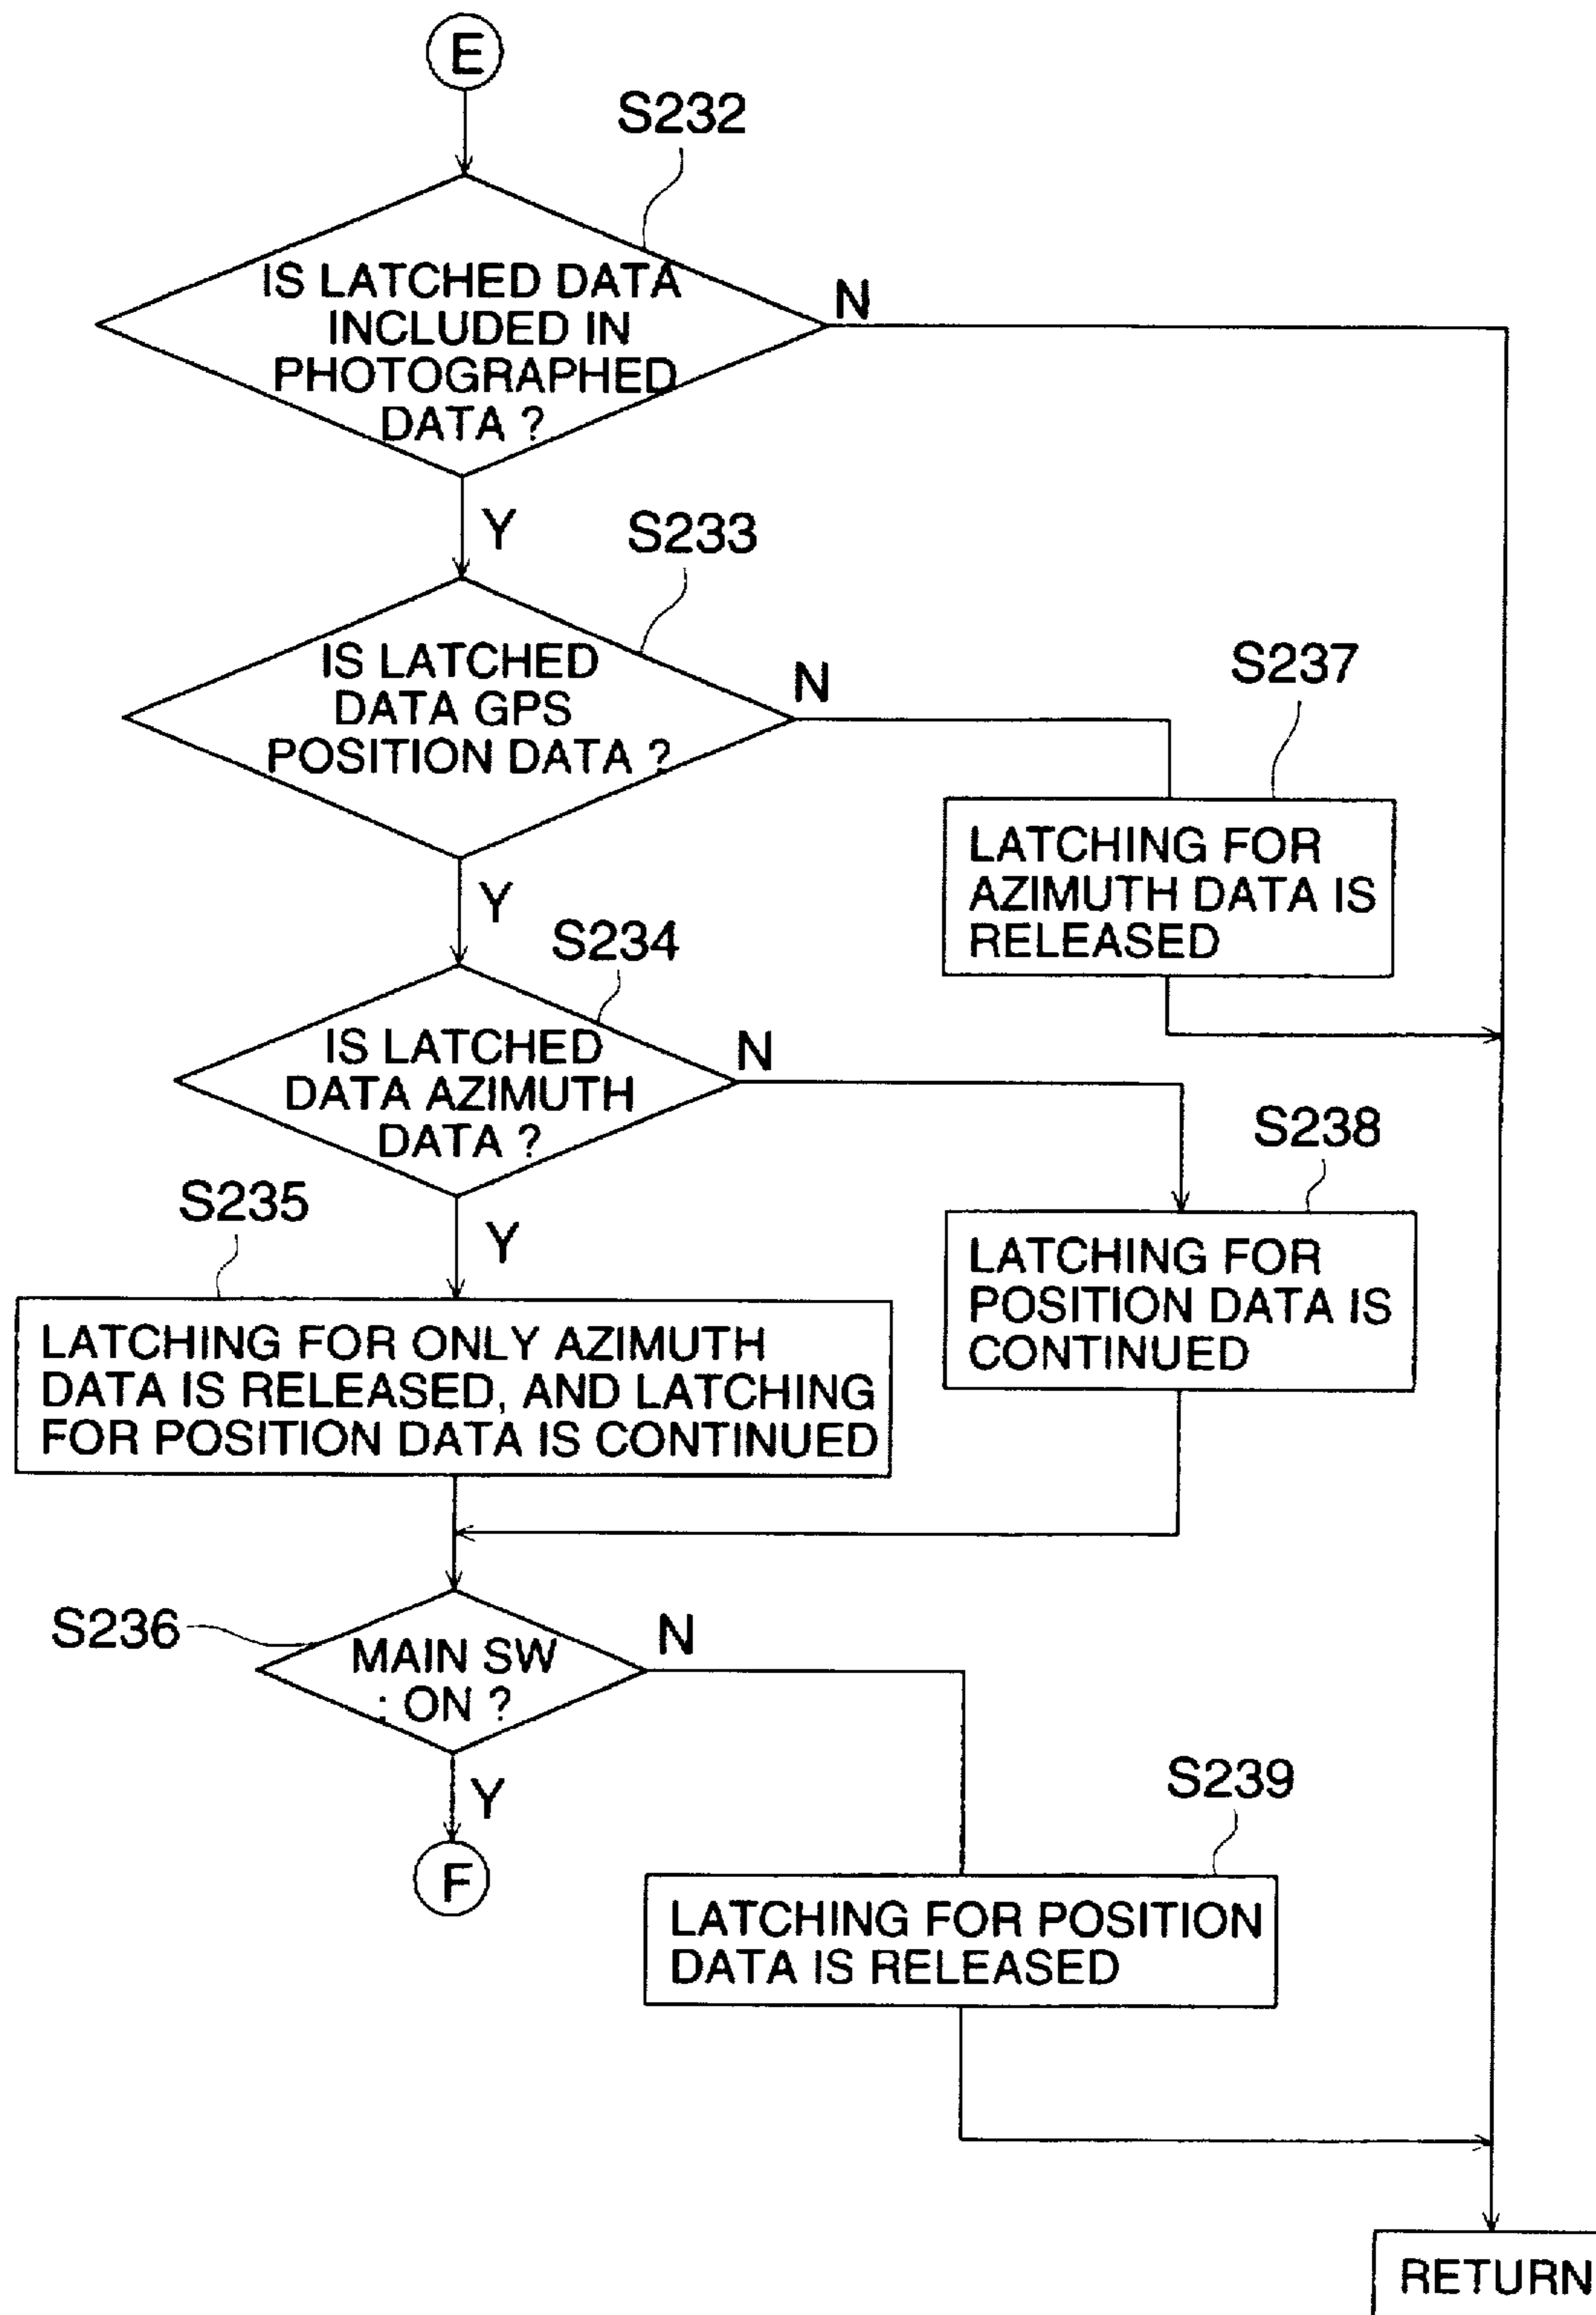 E
S232
IS LATCHED DATA
INCLUDED IN
PHOTOGRAPHED
DATA ?
N
Y
S233
IS LATCHED
DATA GPS
POSITION DATA ?
N
S237
LATCHING FOR
AZIMUTH DATA IS
RELEASED
Y
S234
IS LATCHED
DATA AZIMUTH
DATA ?
N
S238
LATCHING FOR
POSITION DATA IS
CONTINUED
Y
S235
LATCHING FOR ONLY AZIMUTH
DATA IS RELEASED, AND LATCHING
FOR POSITION DATA IS CONTINUED
S236
MAIN SW
: ON ?
N
Y
F
S239
LATCHING FOR POSITION
DATA IS RELEASED
RETURN